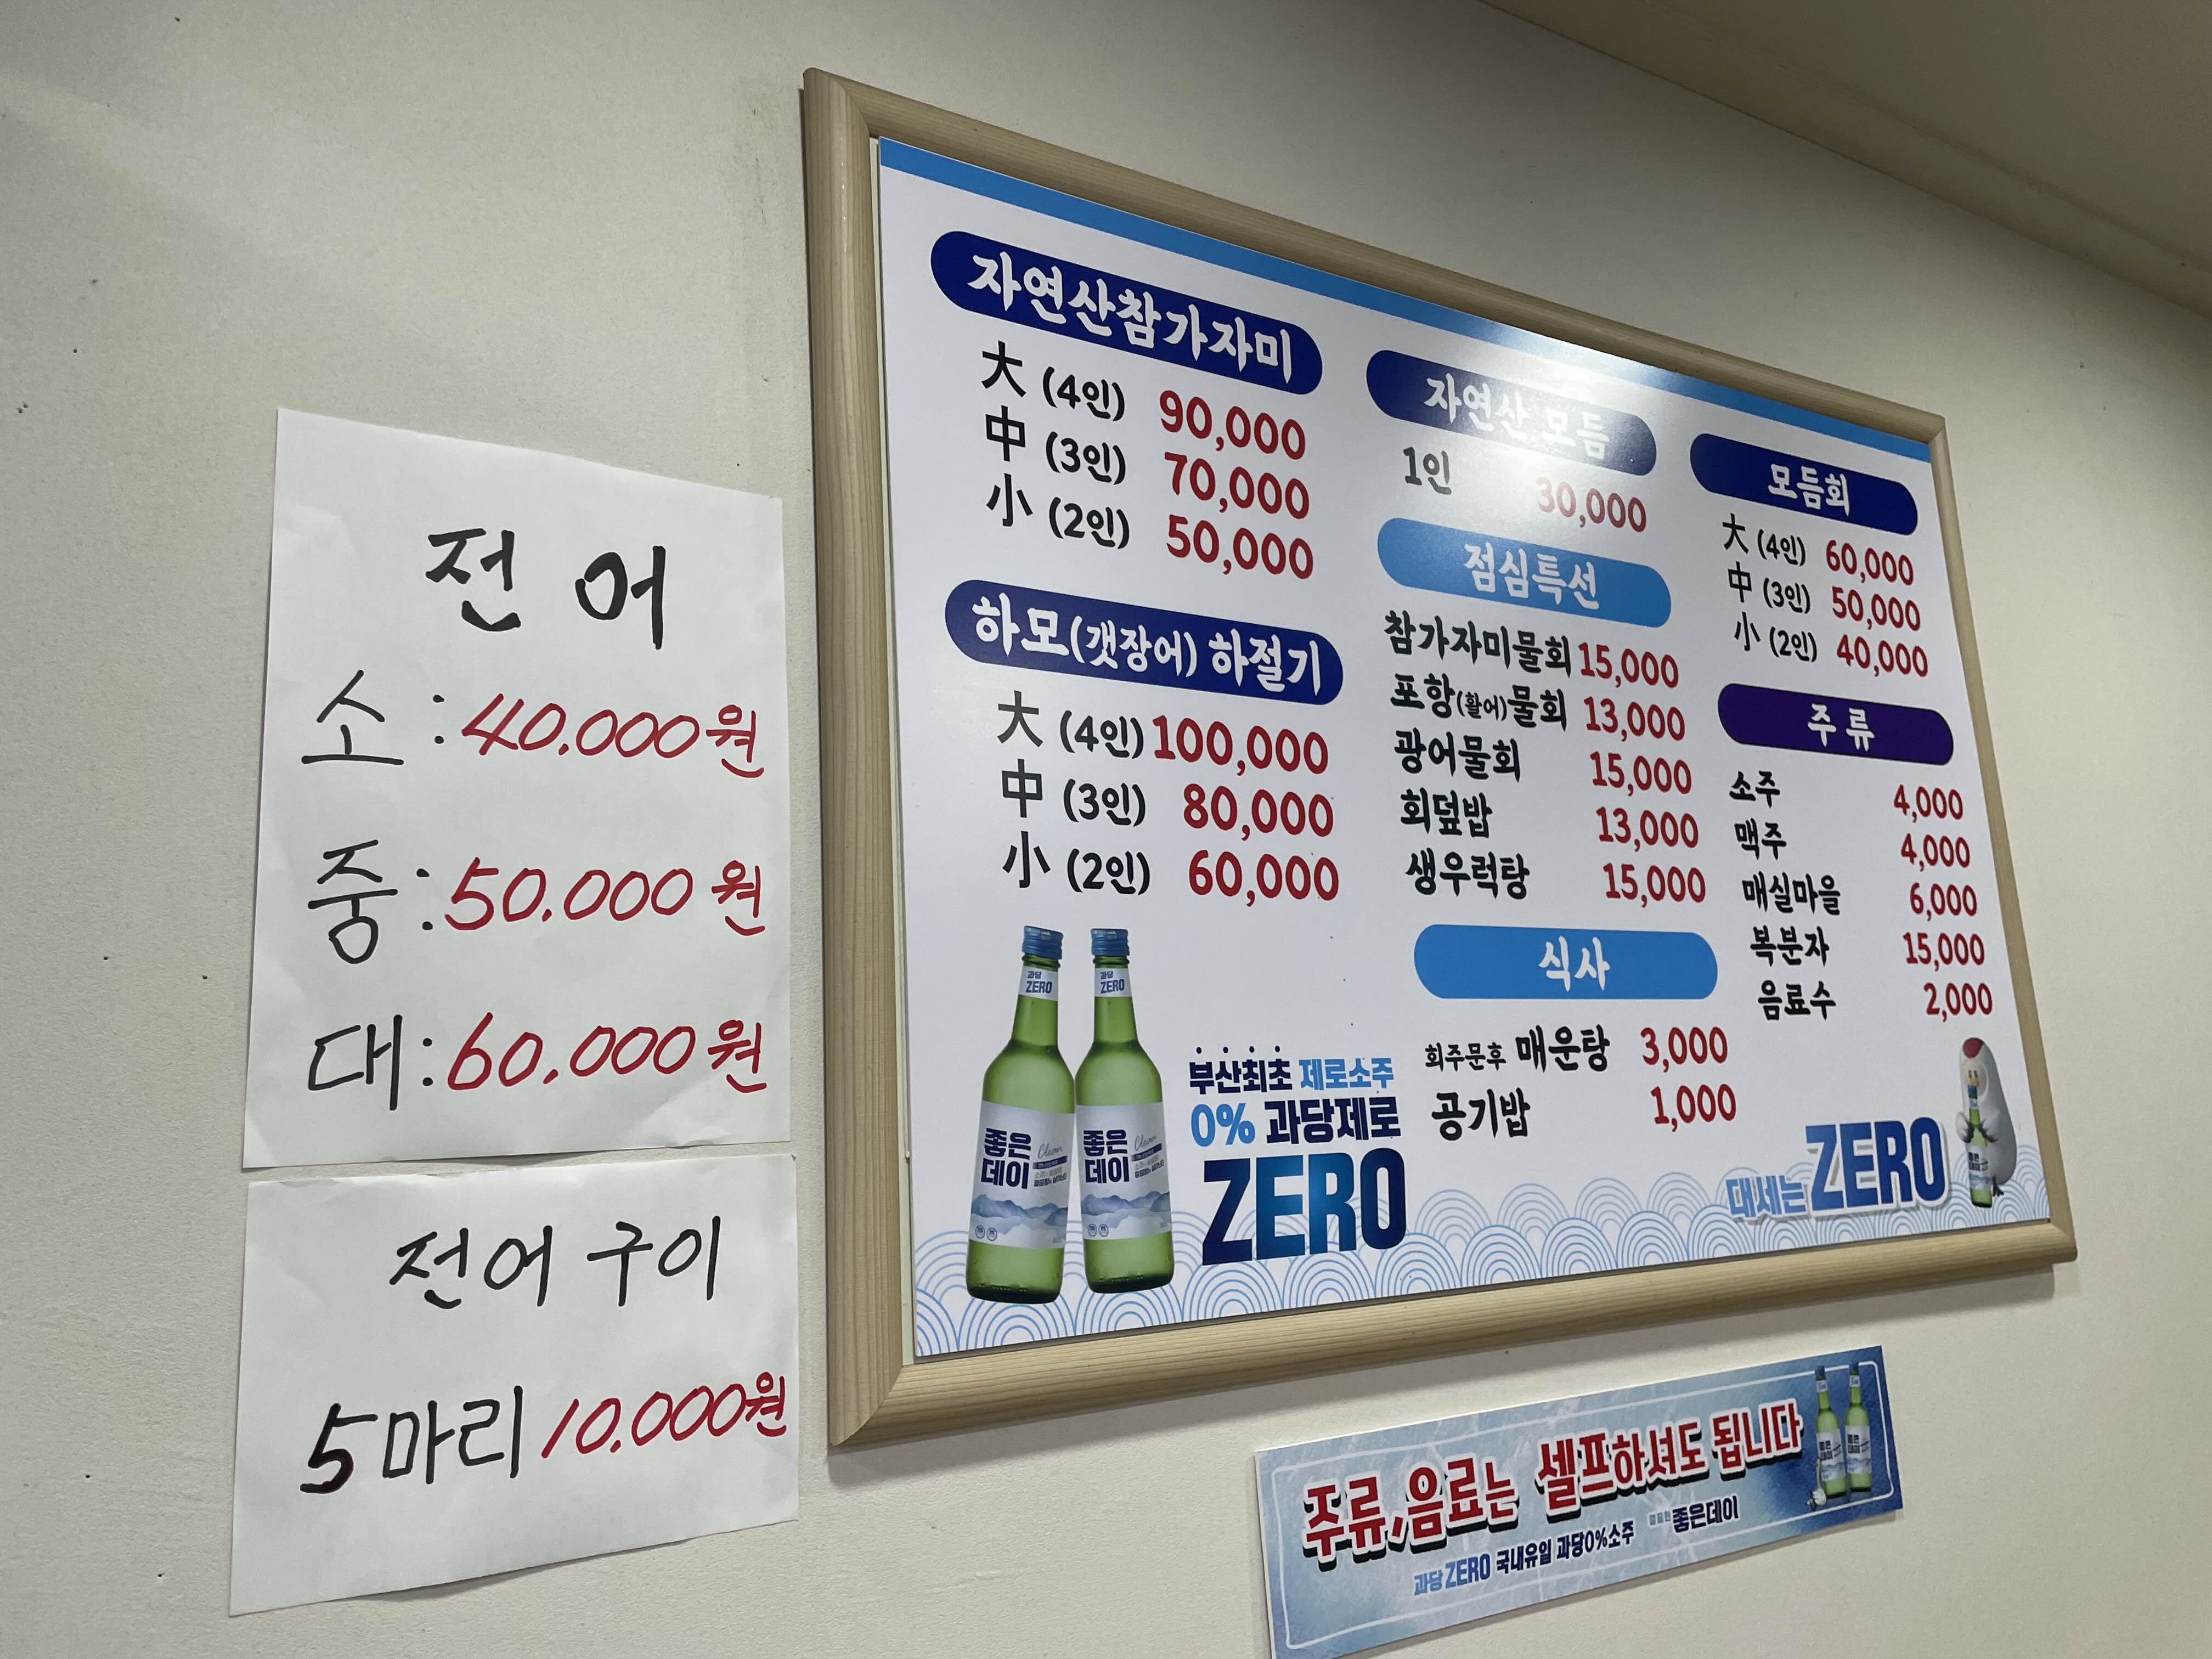 전어
소:40.000원
중:50.000원
대:60.000원
전어 구이
5마리 10.000원
자연산참가자미
大 (4인) 90,000
中 (3인) 70,000
小 (2인) 50,000
하모(갯장어) 하절기
大 (4인) 100,000
中 (3인) 80,000
小 (2인) 60,000
자연산 모듬
1인 30,000
점심특선
참가자미물회 15,000
포항(활어)물회 13,000
광어물회 15,000
회덮밥 13,000
생우럭탕 15,000
식사
회주문후 매운탕 3,000
공기밥 1,000
모듬회
大 (4인) 60,000
中 (3인) 50,000
小 (2인) 40,000
주류
소주 4,000
맥주 4,000
매실마을 6,000
복분자 15,000
음료수 2,000
과당 ZERO
과당 ZERO
좋은데이 Clean
좋은데이 Clean
부산최초 제로소주
0% 과당제로
ZERO
대세는 ZERO
주류,음료는 셀프하셔도 됩니다
과당ZERO 국내유일 과당0%소주 좋은데이